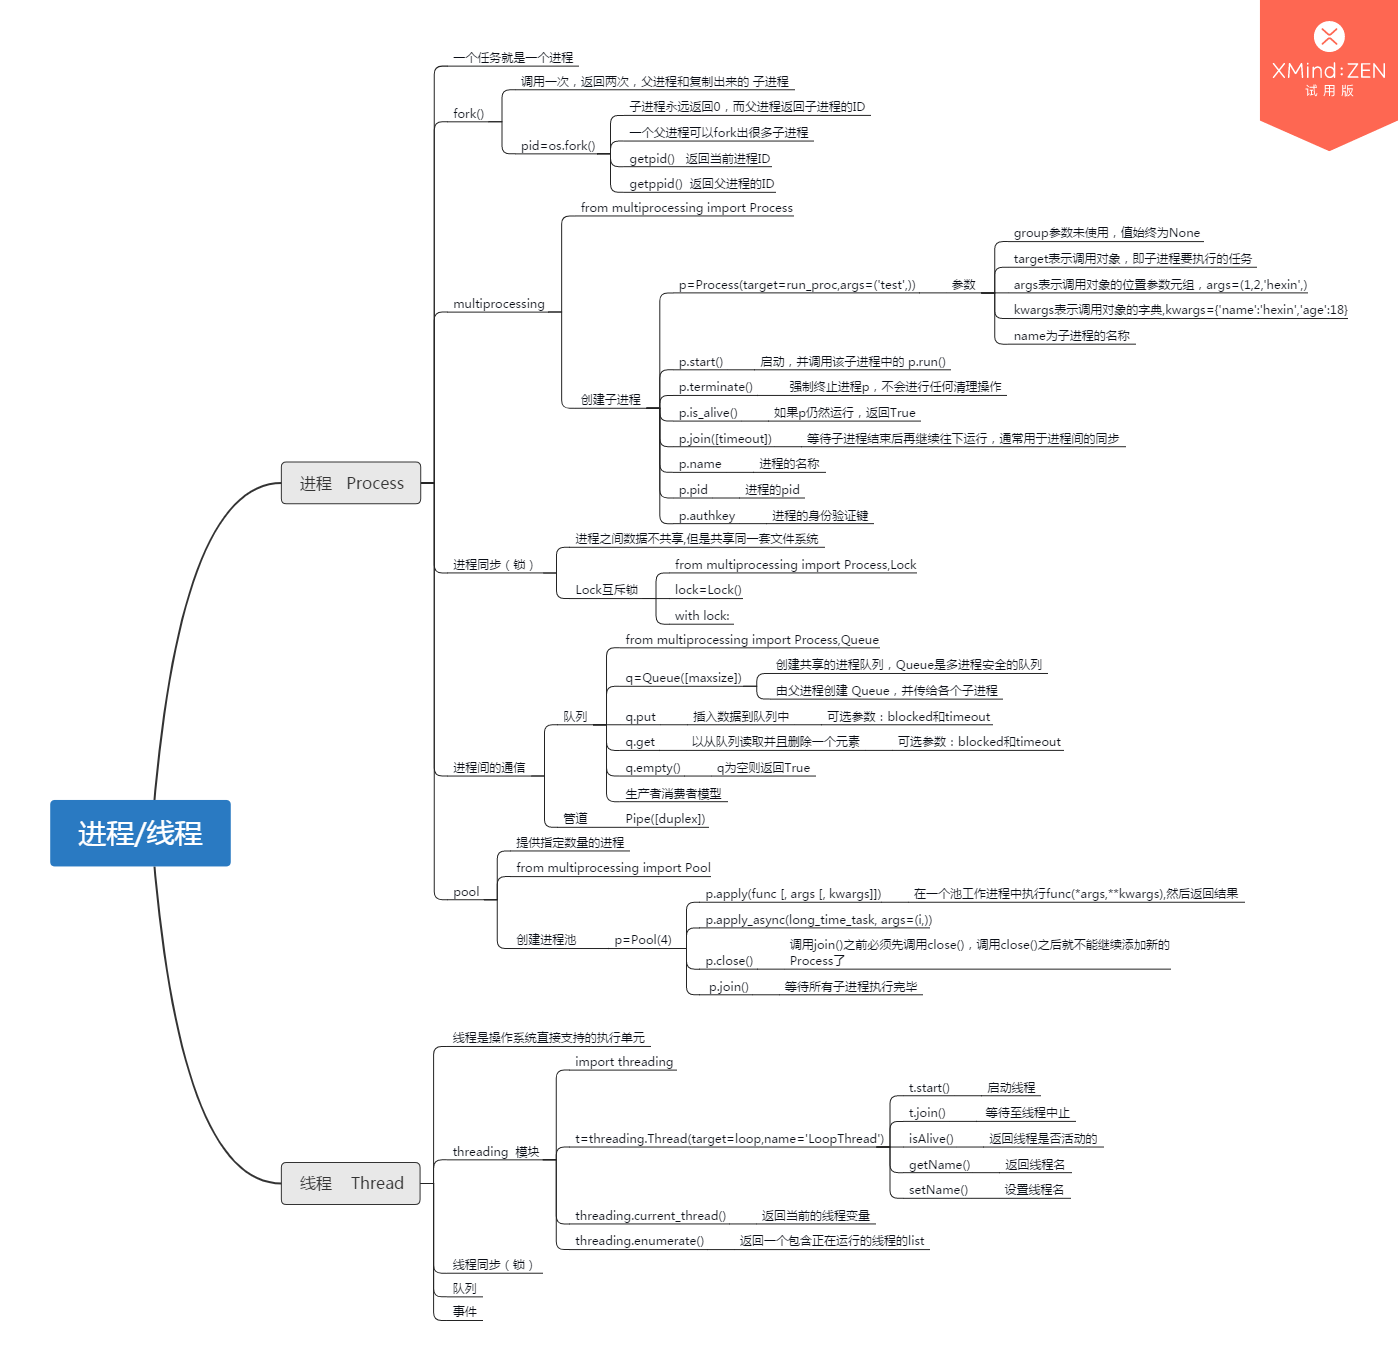 XMind:ZEN
试用版
进程/线程
进程 Process
一个任务就是一个进程
fork()
调用一次，返回两次，父进程和复制出来的 子进程
pid=os.fork()
子进程永远返回0，而父进程返回子进程的ID
一个父进程可以fork出很多子进程
getpid() 返回当前进程ID
getppid() 返回父进程的ID
multiprocessing
from multiprocessing import Process
创建子进程
p=Process(target=run_proc,args=('test',))
参数
group参数未使用，值始终为None
target表示调用对象，即子进程要执行的任务
args表示调用对象的位置参数元组，args=(1,2,'hexin',)
kwargs表示调用对象的字典,kwargs={'name':'hexin','age':18}
name为子进程的名称
p.start() 启动，并调用该子进程中的 p.run()
p.terminate() 强制终止进程p，不会进行任何清理操作
p.is_alive() 如果p仍然运行，返回True
p.join([timeout]) 等待子进程结束后再继续往下运行，通常用于进程间的同步
p.name 进程的名称
p.pid 进程的pid
p.authkey 进程的身份验证键
进程同步（锁）
进程之间数据不共享,但是共享同一套文件系统
Lock互斥锁
from multiprocessing import Process,Lock
lock=Lock()
with lock:
进程间的通信
队列
from multiprocessing import Process,Queue
q=Queue([maxsize])
创建共享的进程队列，Queue是多进程安全的队列
由父进程创建 Queue，并传给各个子进程
q.put 插入数据到队列中 可选参数：blocked和timeout
q.get 以从队列读取并且删除一个元素 可选参数：blocked和timeout
q.empty() q为空则返回True
生产者消费者模型
管道 Pipe([duplex])
pool
提供指定数量的进程
from multiprocessing import Pool
创建进程池 p=Pool(4)
p.apply(func [, args [, kwargs]]) 在一个池工作进程中执行func(*args,**kwargs),然后返回结果
p.apply_async(long_time_task, args=(i,))
p.close()
调用join()之前必须先调用close()，调用close()之后就不能继续添加新的
Process了
p.join() 等待所有子进程执行完毕
线程 Thread
线程是操作系统直接支持的执行单元
threading 模块
import threading
t=threading.Thread(target=loop,name='LoopThread')
t.start() 启动线程
t.join() 等待至线程中止
isAlive() 返回线程是否活动的
getName() 返回线程名
setName() 设置线程名
threading.current_thread() 返回当前的线程变量
threading.enumerate() 返回一个包含正在运行的线程的list
线程同步（锁）
队列
事件